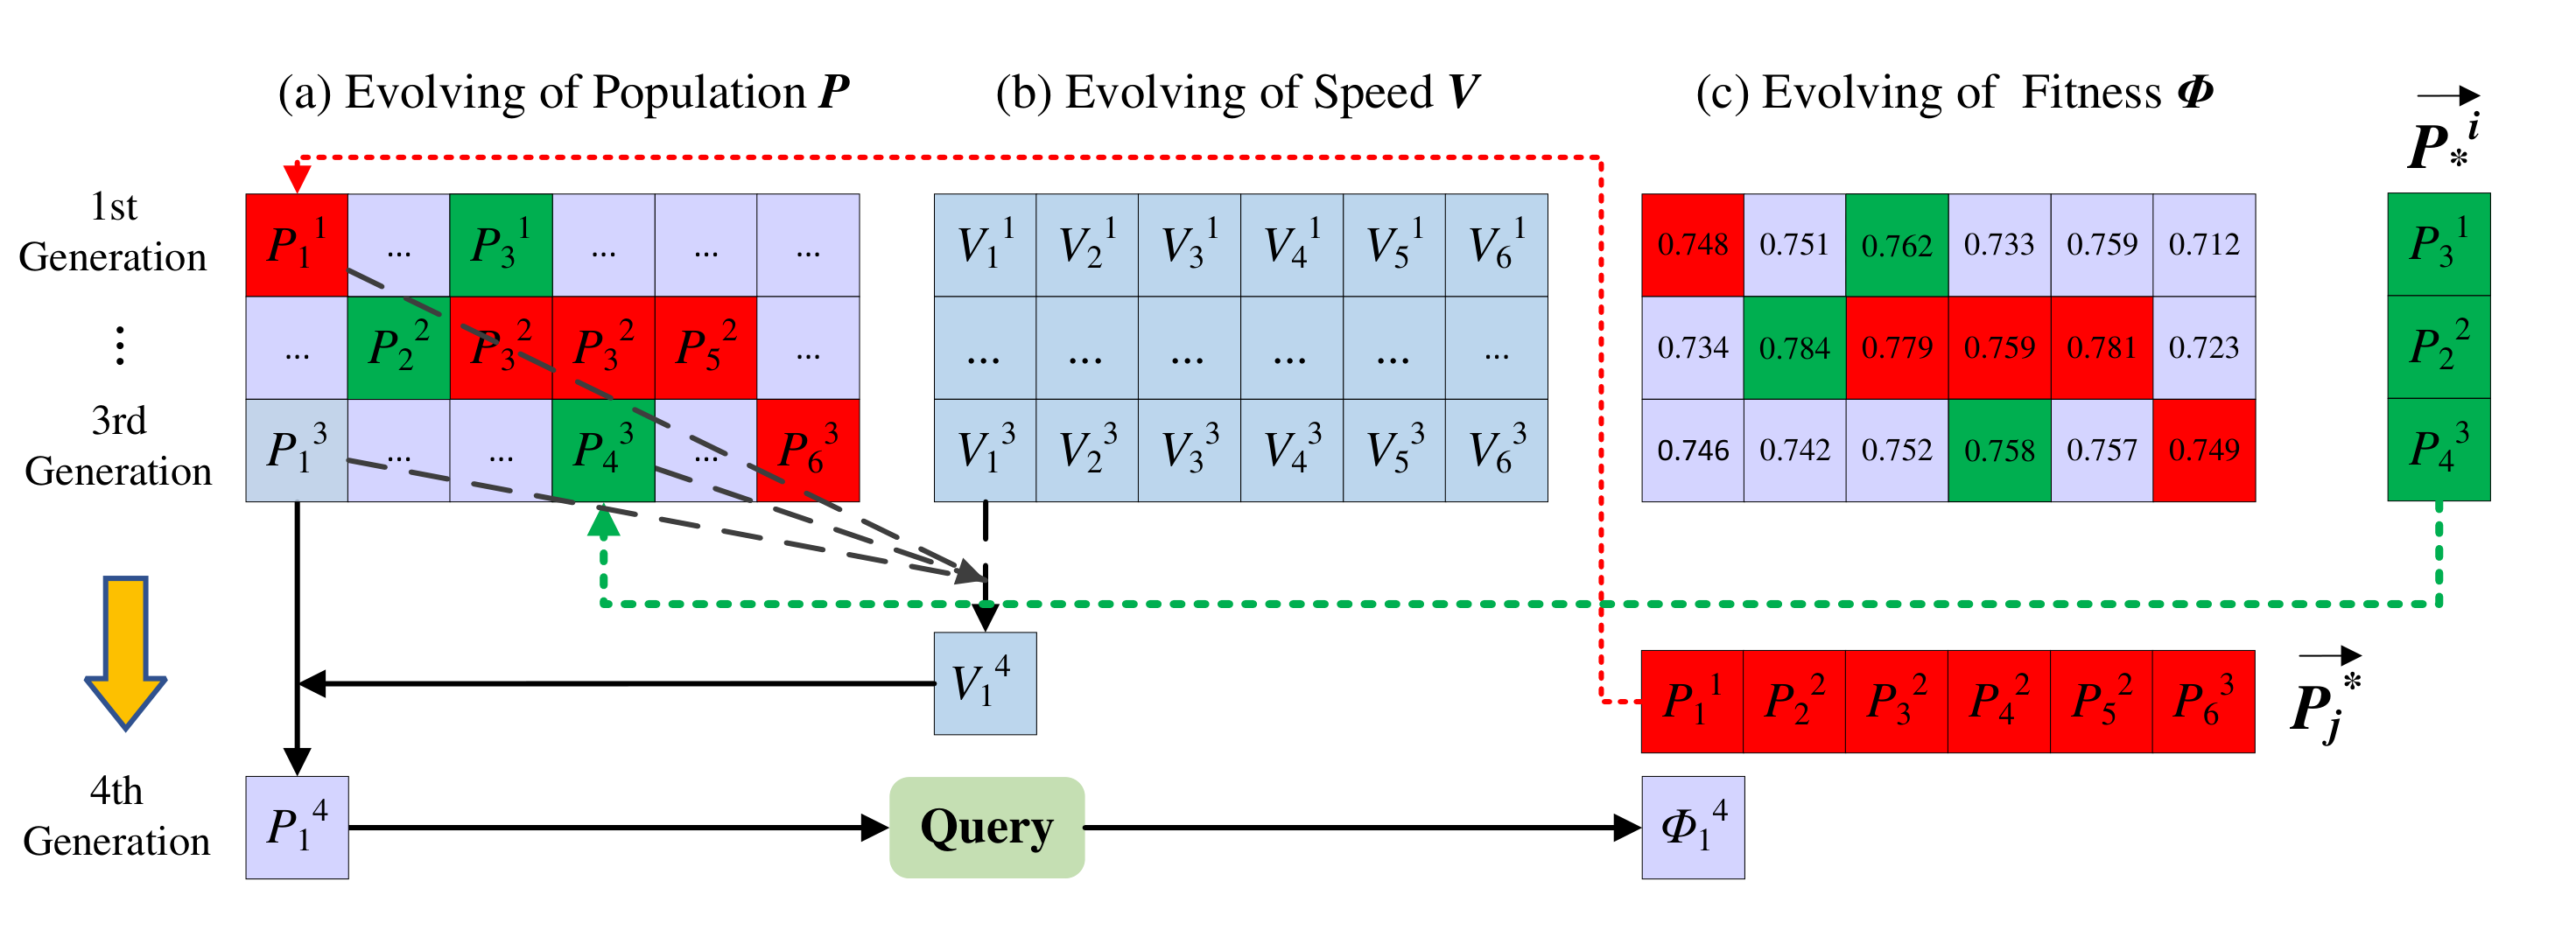 (a) Evolving of Population P
(b) Evolving of Speed V
(c) Evolving of Fitness Φ
P⃗*^i
1st
Generation
P₁¹ ... P₃¹ ... ... ...
V₁¹ V₂¹ V₃¹ V₄¹ V₅¹ V₆¹
0.748 0.751 0.762 0.733 0.759 0.712
P₃¹
⋮
... P₂² P₃² P₃² P₅² ...
... ... ... ... ... ...
0.734 0.784 0.779 0.759 0.781 0.723
P₂²
3rd
Generation
P₁³ ... ... P₄³ ... P₆³
V₁³ V₂³ V₃³ V₄³ V₅³ V₆³
0.746 0.742 0.752 0.758 0.757 0.749
P₄³
V₁⁴
P₁¹ P₂² P₃² P₄² P₅² P₆³
P⃗ⱼ*
4th
Generation
P₁⁴
Query
Φ₁⁴